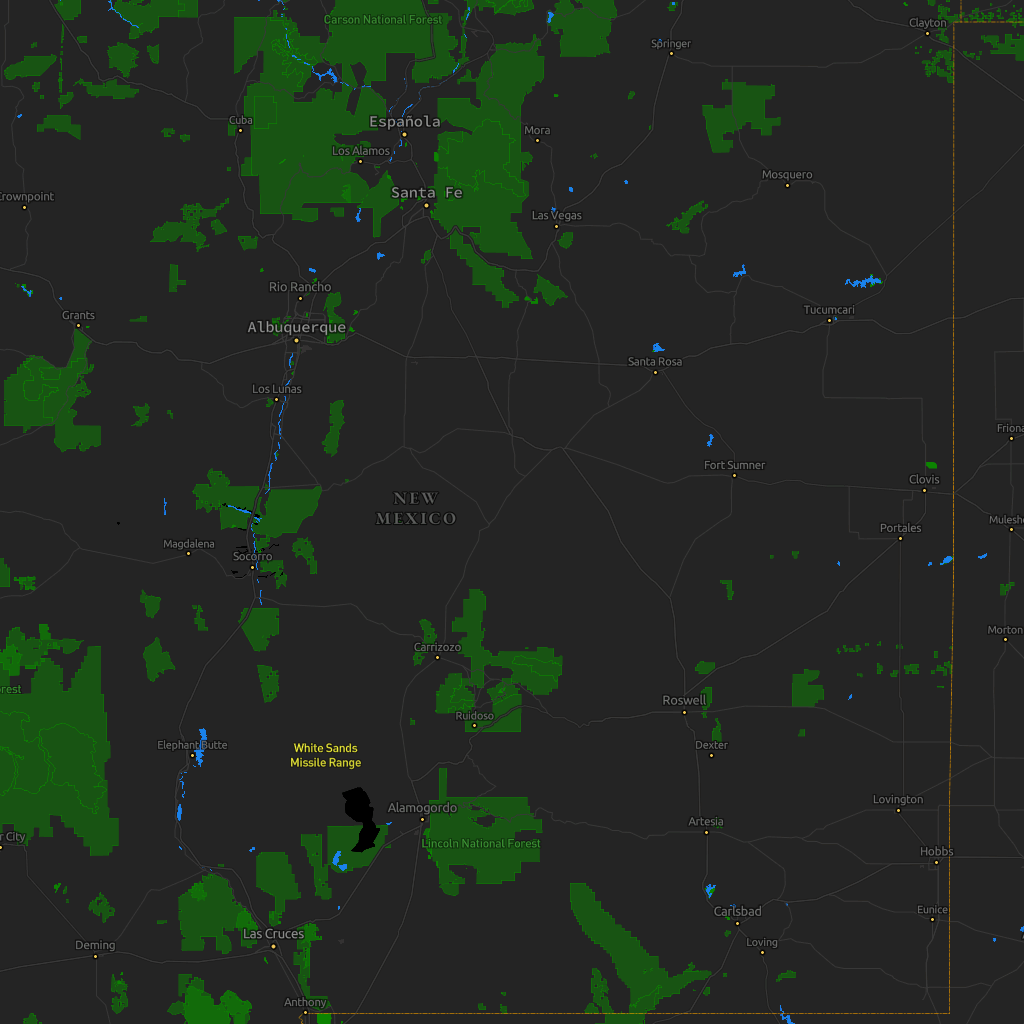 Carson National Forest
Clayton
Springer
Cuba
Española
Mora
Los Alamos
Mosquero
Crownpoint
Santa Fe
Las Vegas
Rio Rancho
Grants
Albuquerque
Tucumcari
Santa Rosa
Los Lunas
Friona
Fort Sumner
Clovis
NEW
MEXICO
Portales
Muleshoe
Magdalena
Socorro
Morton
Carrizozo
rest
Roswell
Ruidoso
Elephant Butte
White Sands
Missile Range
Dexter
Lovington
Alamogordo
Artesia
r City
Lincoln National Forest
Hobbs
Las Cruces
Carlsbad
Eunice
Deming
Loving
Anthony